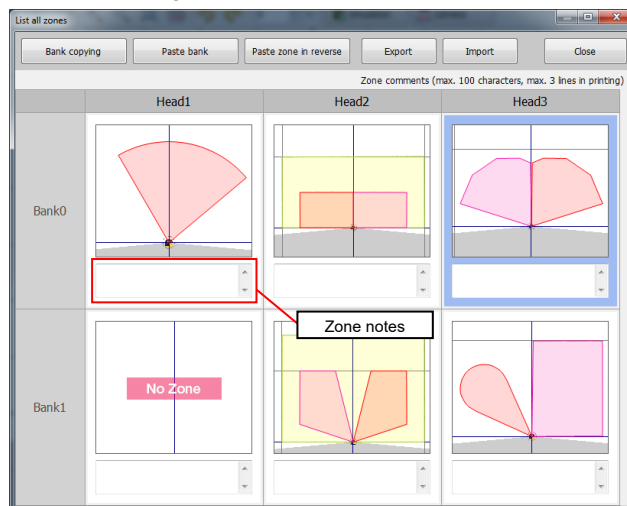 List all zones
Bank copying
Paste bank
Paste zone in reverse
Export
Import
Close
Zone comments (max. 100 characters, max. 3 lines in printing)
Head1
Head2
Head3
Bank0
Zone notes
Bank1
No Zone